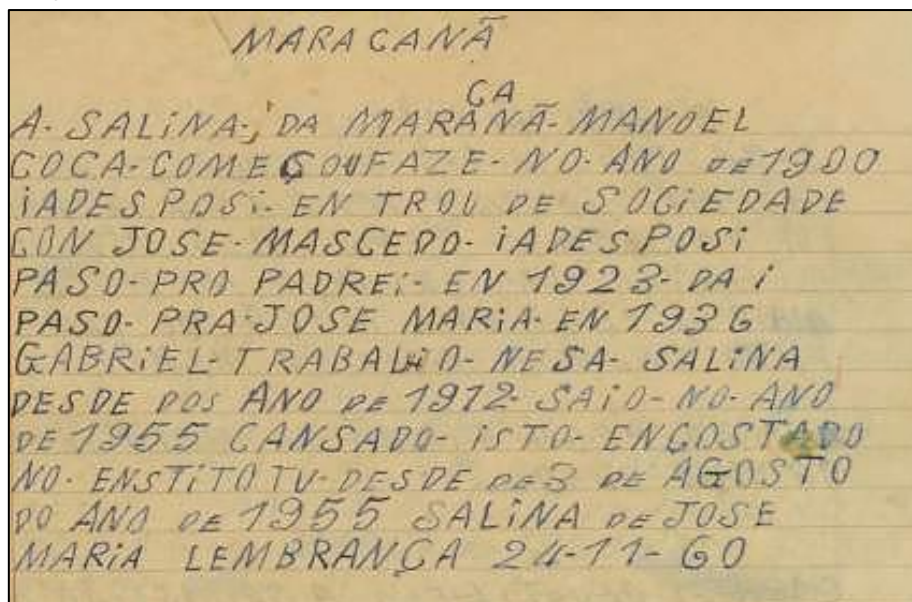 MARACANÃ
CA
A- SALINA-, DA MARANÃ- MANOEL
COCA- COMEÇOUFAZE- NO- ANO DE 1900
IADESPOSI- EN TROU DE SOCIEDADE
CON JOSE- MASCEDO- IADESPOSI
PASO- PRO PADREI- EN 1923- DA I
PASO- PRA- JOSE MARIA- EN 1936
GABRIEL- TRABALIO- NESA- SALINA
DESDE DOS ANO DE 1912- SAIO- NO- ANO
DE 1955 CANSADO- ISTO- ENCOSTADO
NO- ENSTITOTU- DESDE DE 3 DE AGOSTO
DO ANO DE 1955 SALINA DE JOSE
MARIA LEMBRANÇA 24-11-60